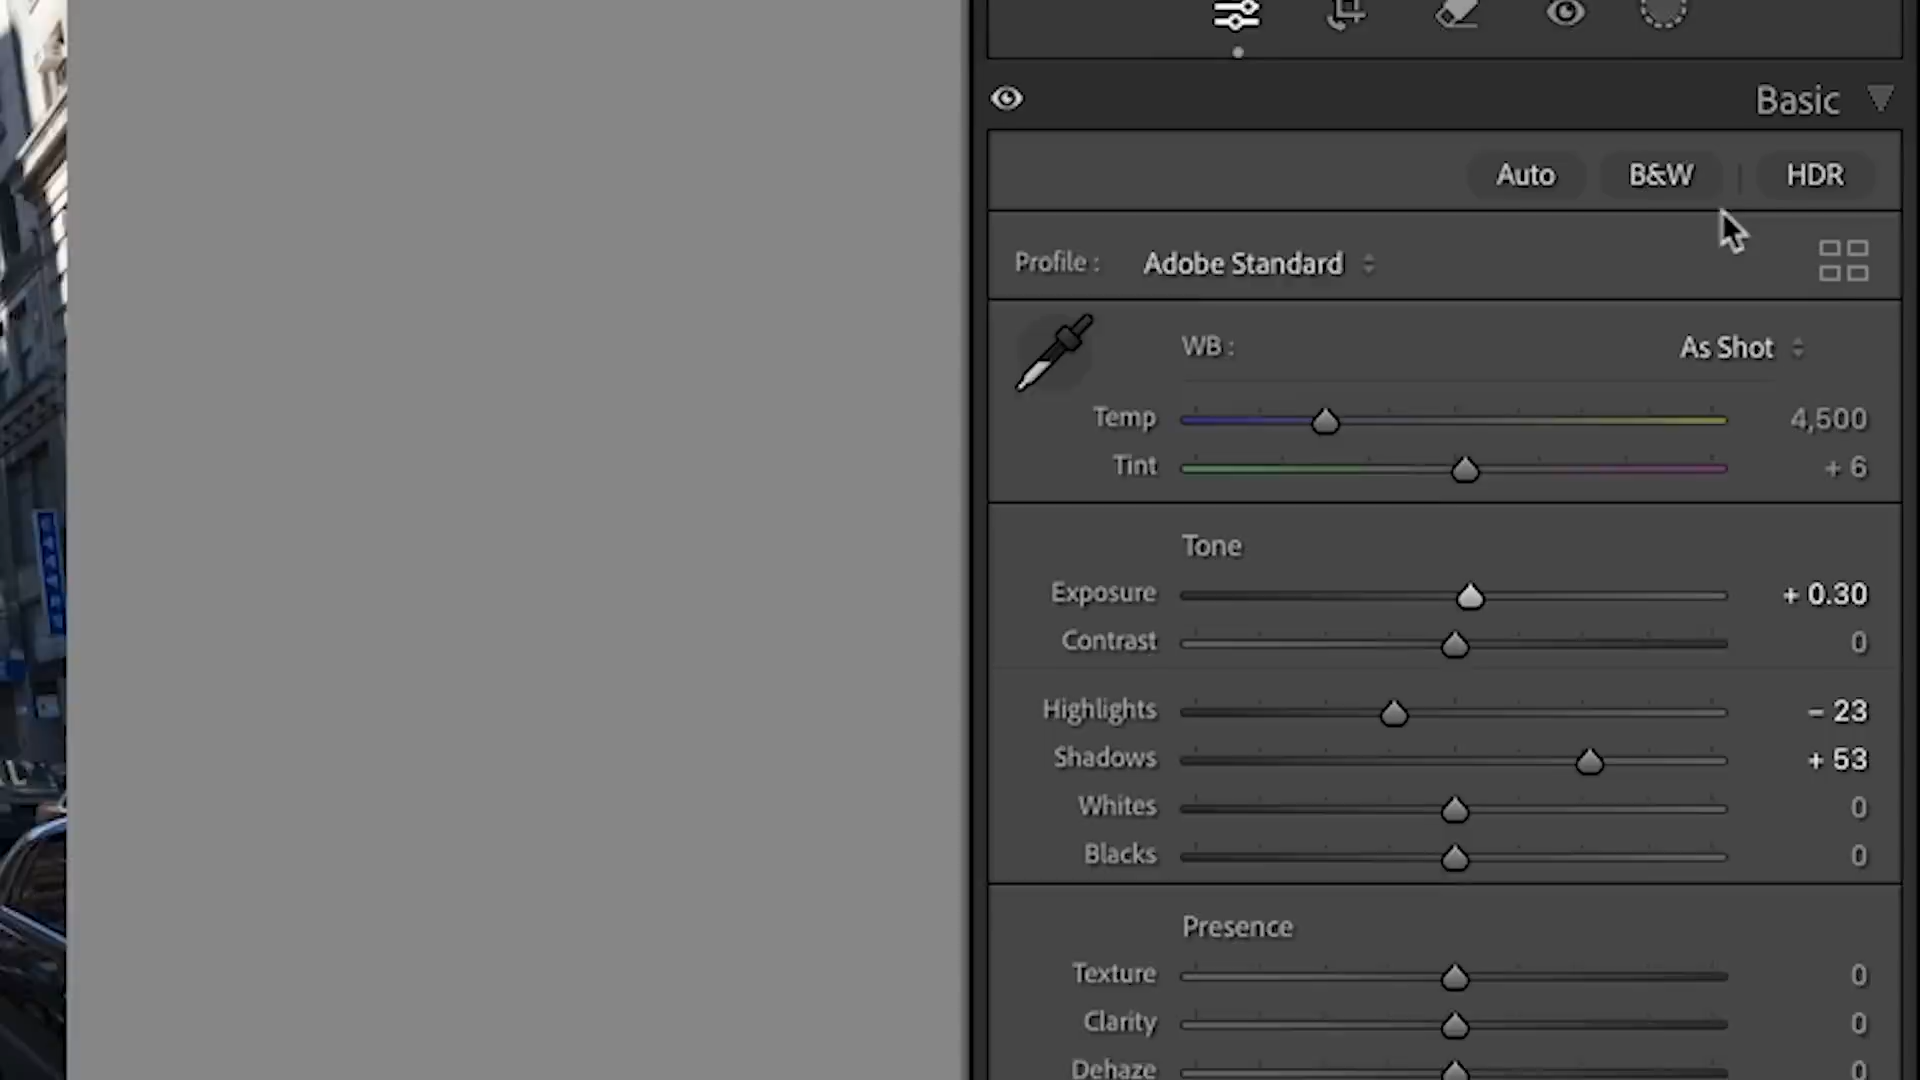 Basic
Auto B&W HDR
Profile : Adobe Standard
WB : As Shot
Temp 4,500
Tint + 6
Tone
Exposure + 0.30
Contrast 0
Highlights - 23
Shadows + 53
Whites 0
Blacks 0
Presence
Texture 0
Clarity 0
Dehaze 0